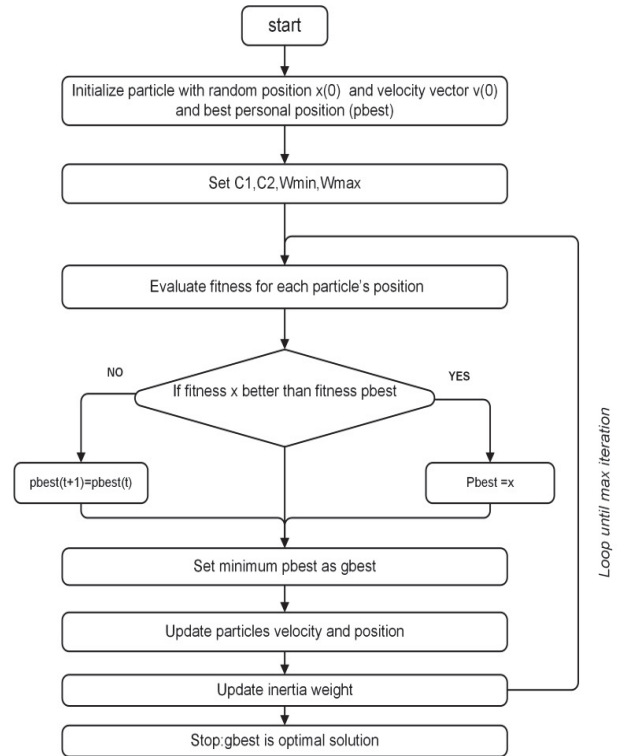 start
Initialize particle with random position x(0) and velocity vector v(0)
and best personal position (pbest)
Set C1,C2,Wmin,Wmax
Evaluate fitness for each particle's position
NO
If fitness x better than fitness pbest
YES
pbest(t+1)=pbest(t)
Pbest =x
Loop until max iteration
Set minimum pbest as gbest
Update particles velocity and position
Update inertia weight
Stop:gbest is optimal solution